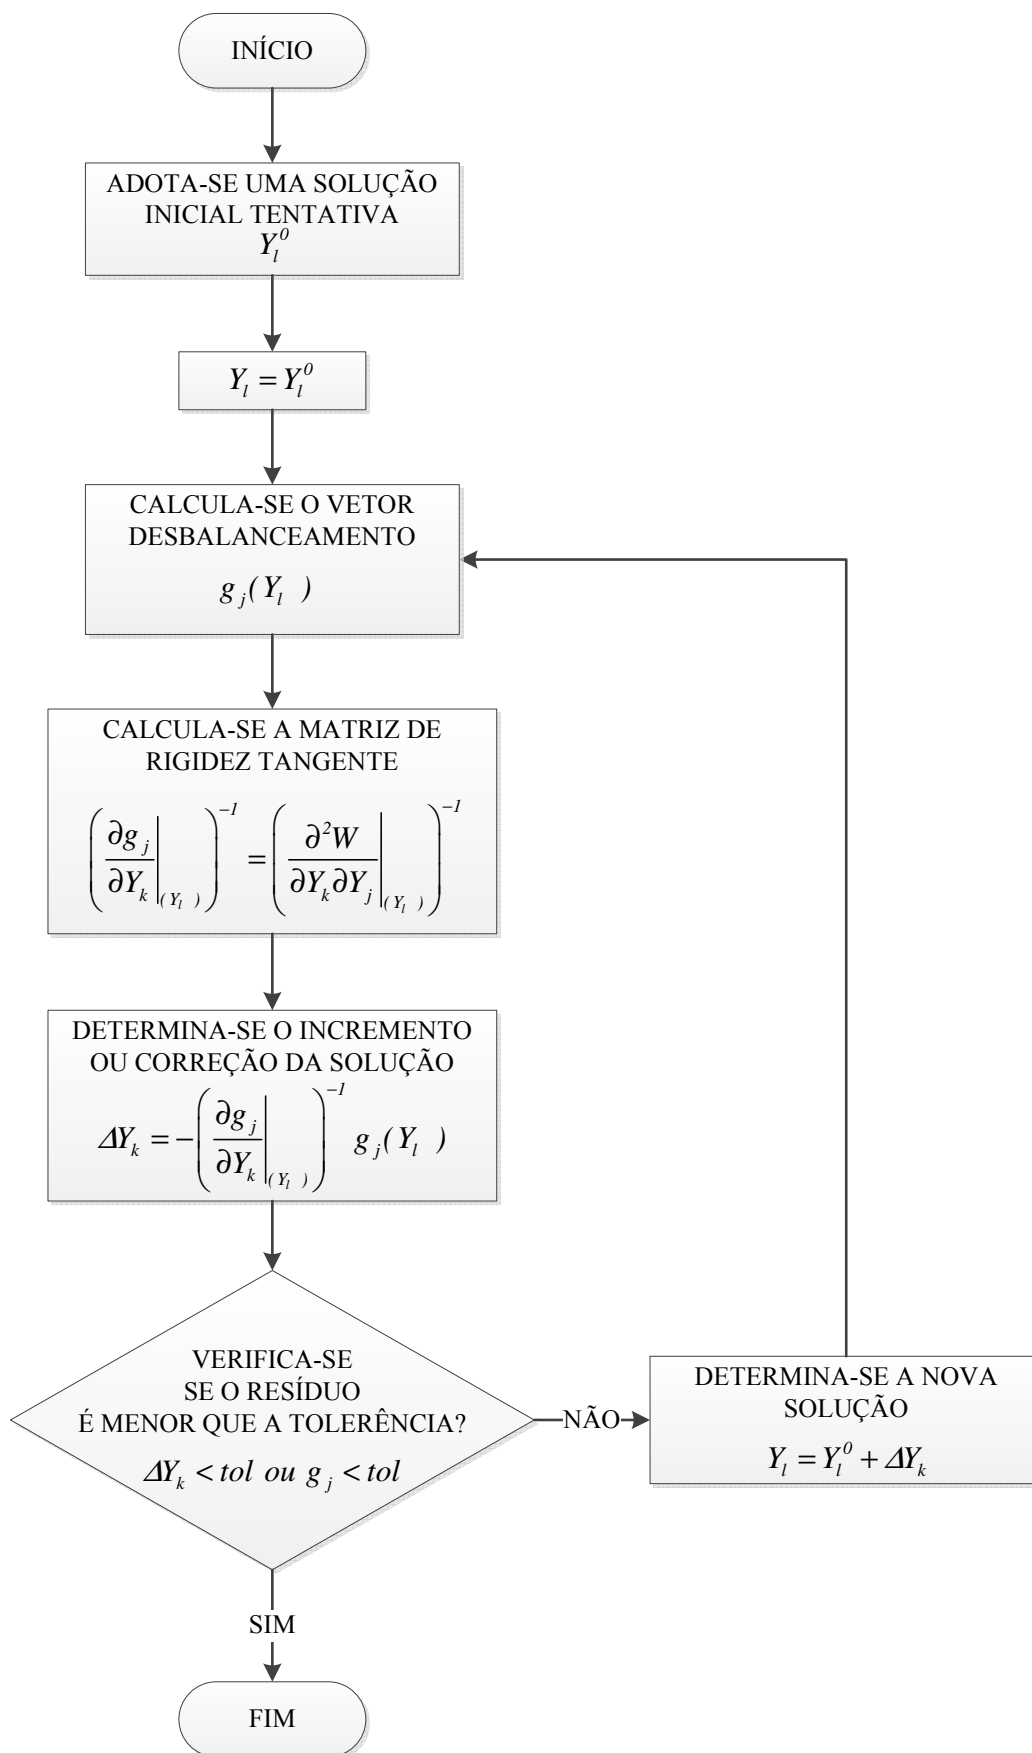 INÍCIO
ADOTA-SE UMA SOLUÇÃO
INICIAL TENTATIVA
Y_l^0
Y_l = Y_l^0
CALCULA-SE O VETOR
DESBALANCEAMENTO
g_j( Y_l )
CALCULA-SE A MATRIZ DE
RIGIDEZ TANGENTE
(∂g_j/∂Y_k |_(Y_l))^-1 = (∂²W/∂Y_k∂Y_j |_(Y_l))^-1
DETERMINA-SE O INCREMENTO
OU CORREÇÃO DA SOLUÇÃO
ΔY_k = -(∂g_j/∂Y_k |_(Y_l))^-1 g_j( Y_l )
VERIFICA-SE
SE O RESÍDUO
É MENOR QUE A TOLERÊNCIA?
ΔY_k < tol ou g_j < tol
NÃO
DETERMINA-SE A NOVA
SOLUÇÃO
Y_l = Y_l^0 + ΔY_k
SIM
FIM